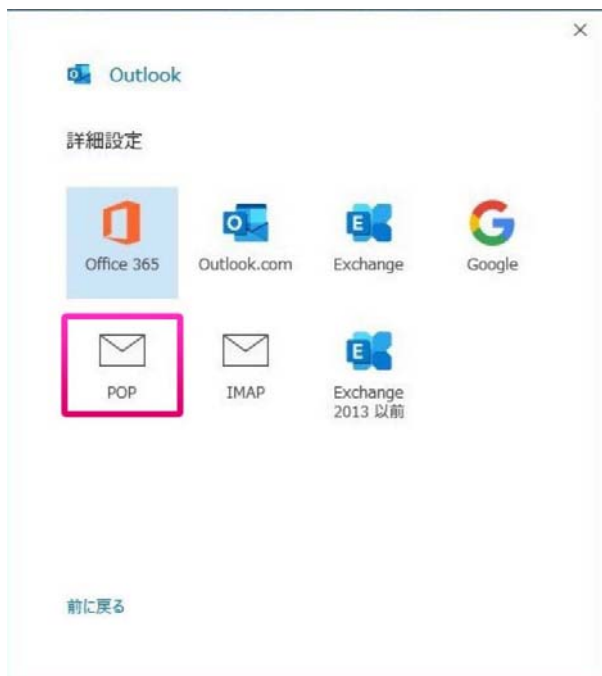 Outlook
詳細設定
Office 365
Outlook.com
Exchange
Google
POP
IMAP
Exchange
2013 以前
前に戻る